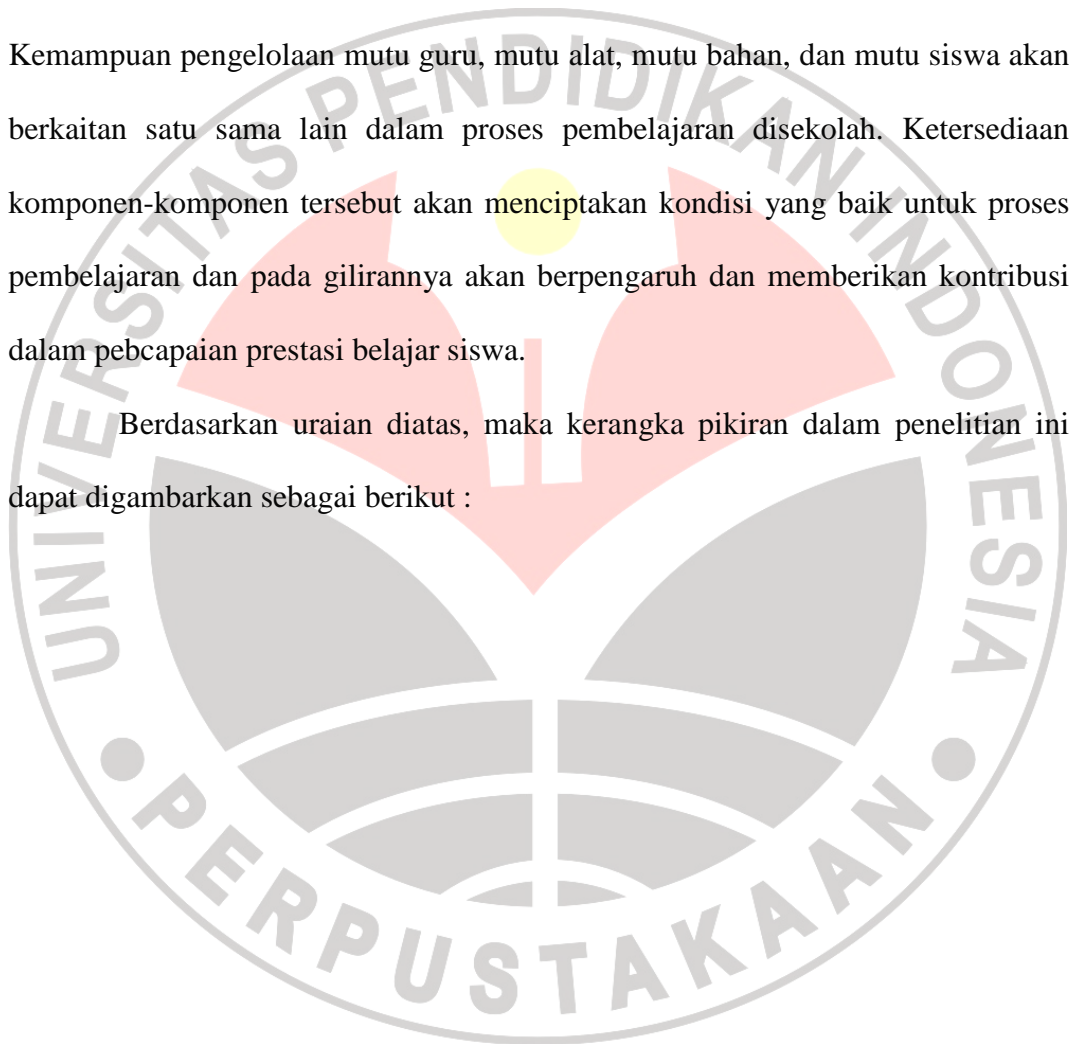 Kemampuan pengelolaan mutu guru, mutu alat, mutu bahan, dan mutu siswa akan
berkaitan satu sama lain dalam proses pembelajaran disekolah. Ketersediaan
komponen-komponen tersebut akan menciptakan kondisi yang baik untuk proses
pembelajaran dan pada gilirannya akan berpengaruh dan memberikan kontribusi
dalam pebcapaian prestasi belajar siswa.
Berdasarkan uraian diatas, maka kerangka pikiran dalam penelitian ini
dapat digambarkan sebagai berikut :
UNIVERSITAS PENDIDIKAN INDONESIA
PERPUSTAKAAN